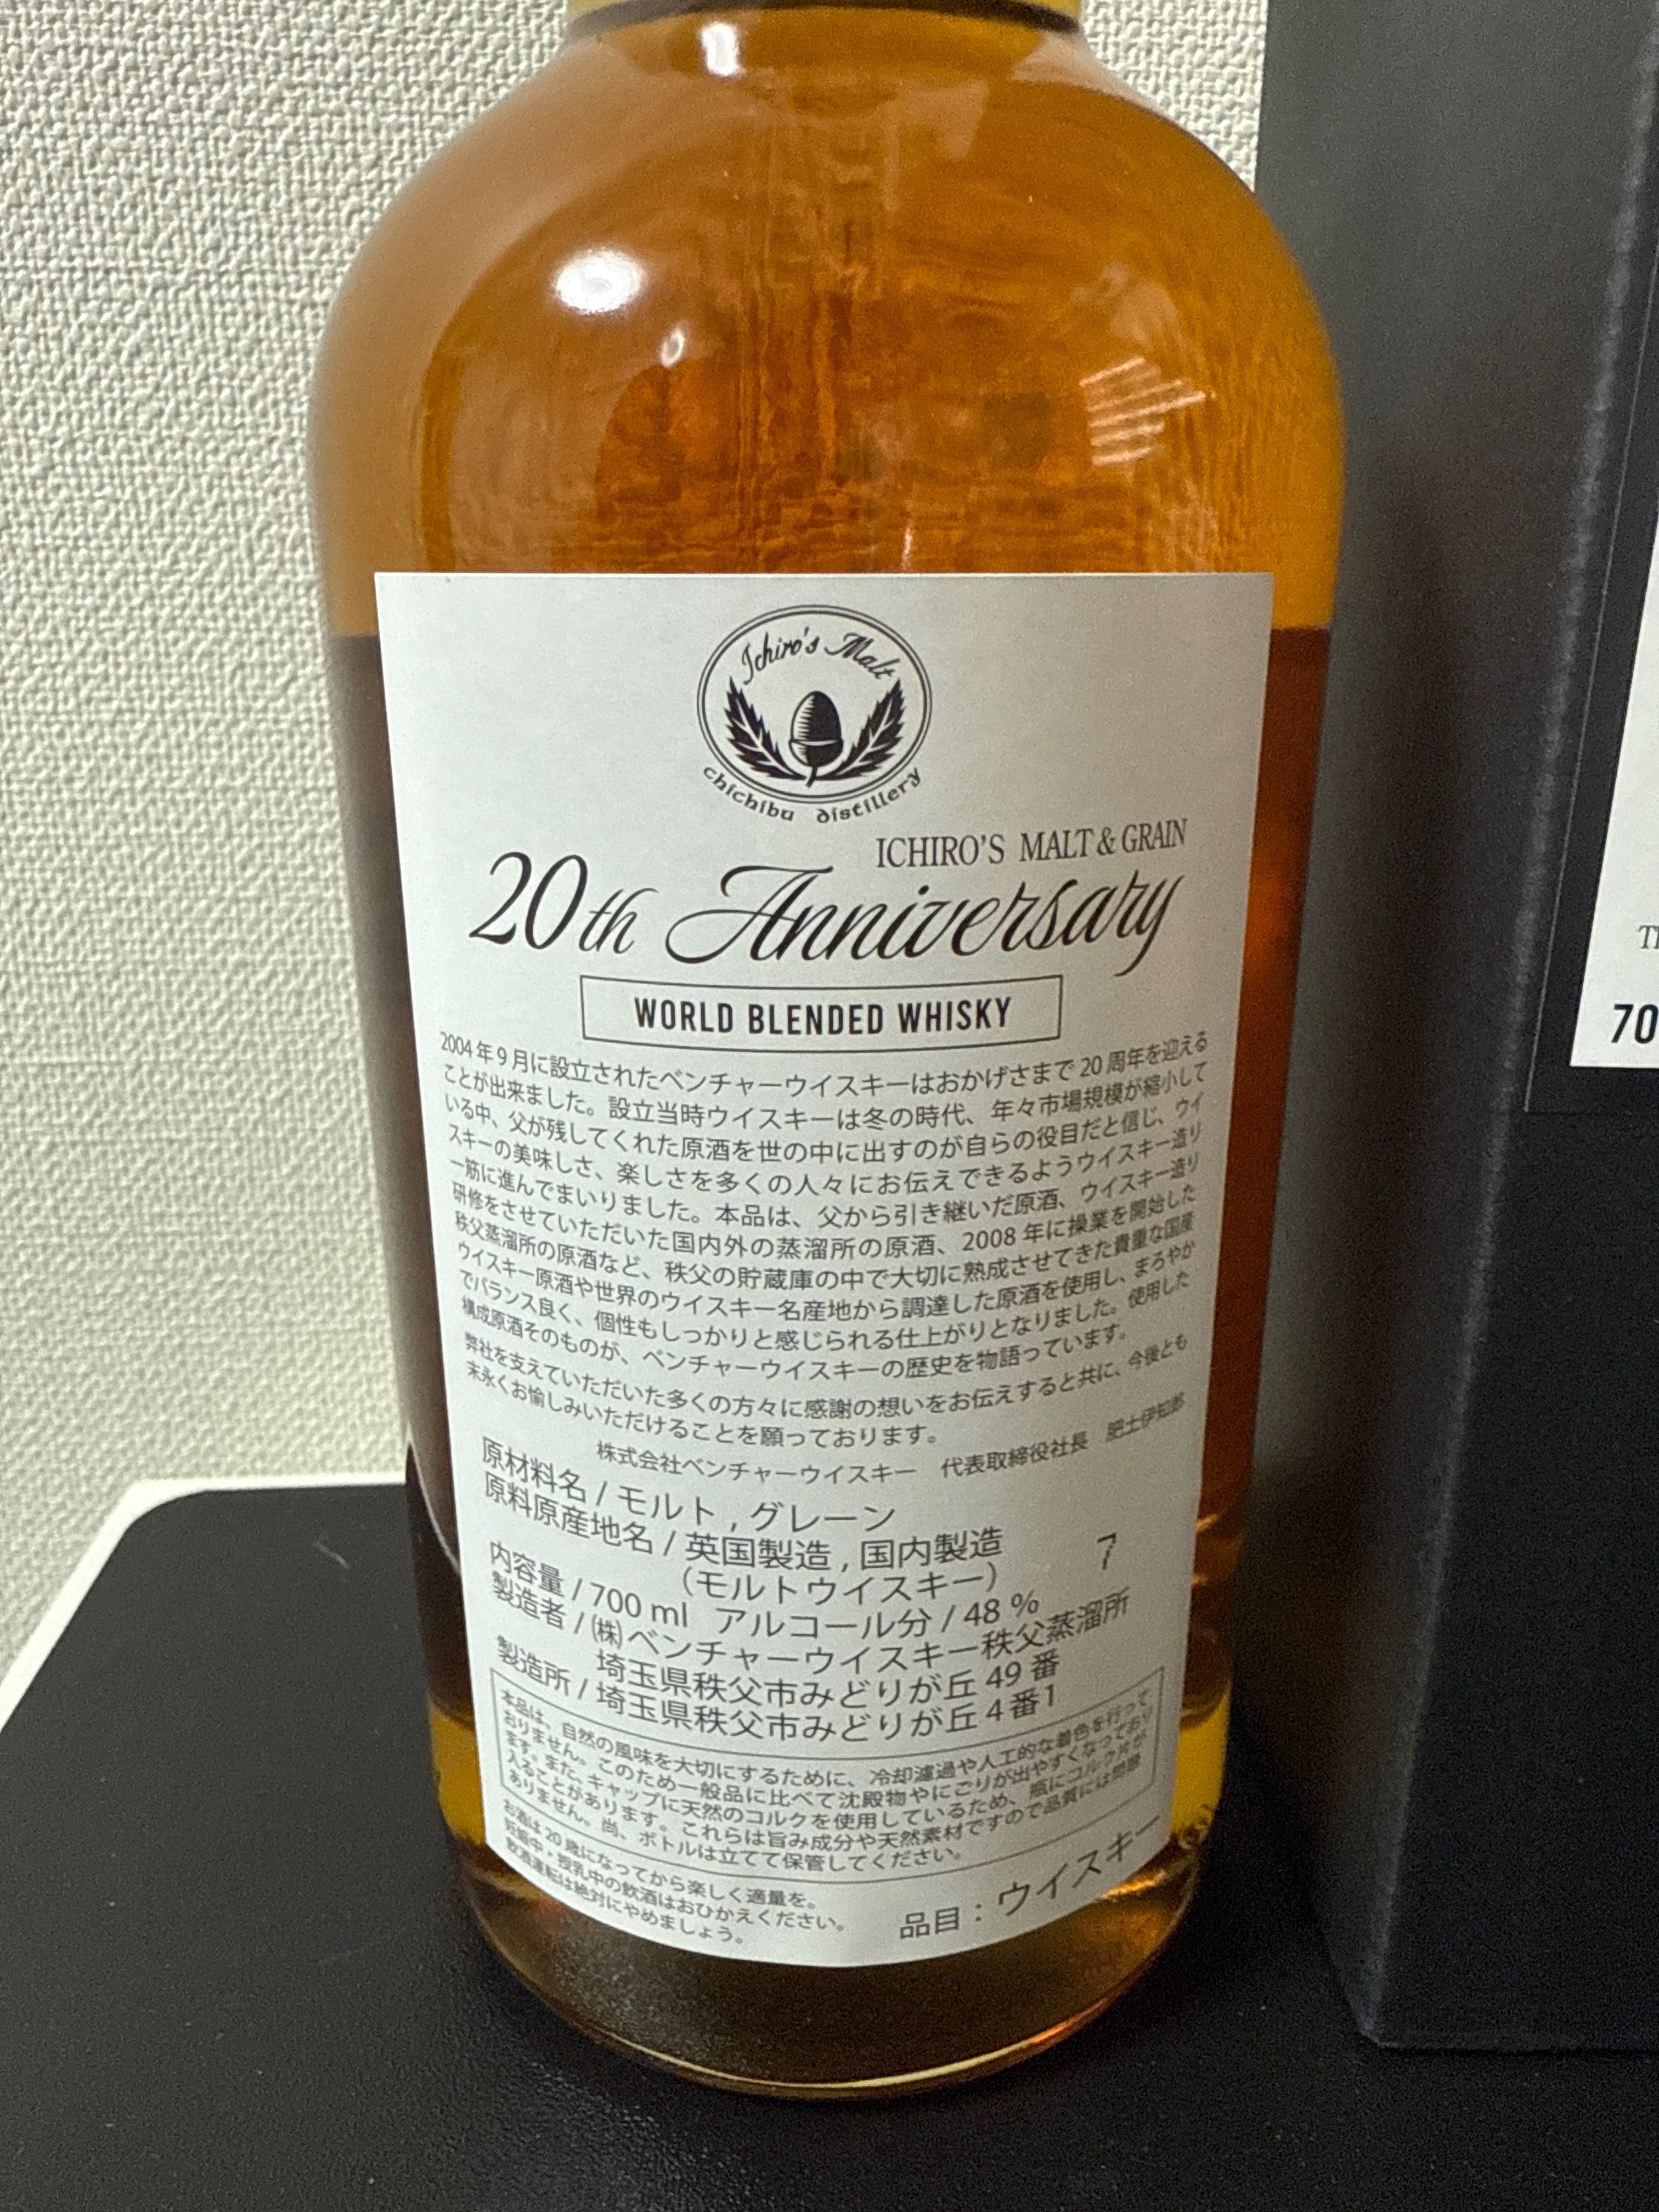 Ichiro's Malt
chichibu distillery
ICHIRO'S MALT & GRAIN
20th Anniversary
WORLD BLENDED WHISKY
2004年9月に設立されたベンチャーウイスキーはおかげさまで20周年を迎える
ことが出来ました。設立当時ウイスキーは冬の時代、年々市場規模が縮小して
いる中、父が残してくれた原酒を世の中に出すのが自らの役目だと信じ、ウイ
スキーの美味しさ、楽しさを多くの人々にお伝えできるようウイスキー造り
一筋に進んでまいりました。本品は、父から引き継いだ原酒、ウイスキー造り
研修をさせていただいた国内外の蒸溜所の原酒、2008年に操業を開始した
秩父蒸溜所の原酒など、秩父の貯蔵庫の中で大切に熟成させてきた貴重な国産
ウイスキー原酒や世界のウイスキー名産地から調達した原酒を使用し、まろやか
でバランス良く、個性もしっかりと感じられる仕上がりとなりました。使用した
構成原酒そのものが、ベンチャーウイスキーの歴史を物語っています。
弊社を支えていただいた多くの方々に感謝の想いをお伝えすると共に、今後とも
末永くお愉しみいただけることを願っております。
株式会社ベンチャーウイスキー 代表取締役社長 肥土伊知郎
原材料名 / モルト , グレーン
原料原産地名 / 英国製造 , 国内製造
(モルトウイスキー)
7
内容量 / 700 ml アルコール分 / 48 %
製造者 / ㈱ベンチャーウイスキー秩父蒸溜所
埼玉県秩父市みどりが丘 49 番
製造所 / 埼玉県秩父市みどりが丘 4 番1
本品は、自然の風味を大切にするために、冷却濾過や人工的な着色を行って
おりません。このため一般品に比べて沈殿物やにごりが出やすくなっており
ます。また、キャップに天然のコルクを使用しているため、瓶にコルク片が
入ることがあります。これらは旨み成分や天然素材ですので品質には問題
ありません。尚、ボトルは立てて保管してください。
お酒は20歳になってから楽しく適量を。
妊娠中・授乳中の飲酒はおひかえください。
飲酒運転は絶対にやめましょう。
品目：ウイスキー
70